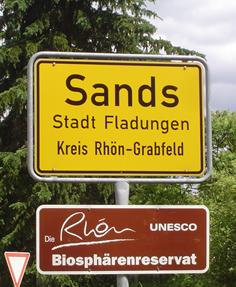 Sands
Stadt Fladungen
Kreis Rhön-Grabfeld
Die Rhön UNESCO
Biosphärenreservat